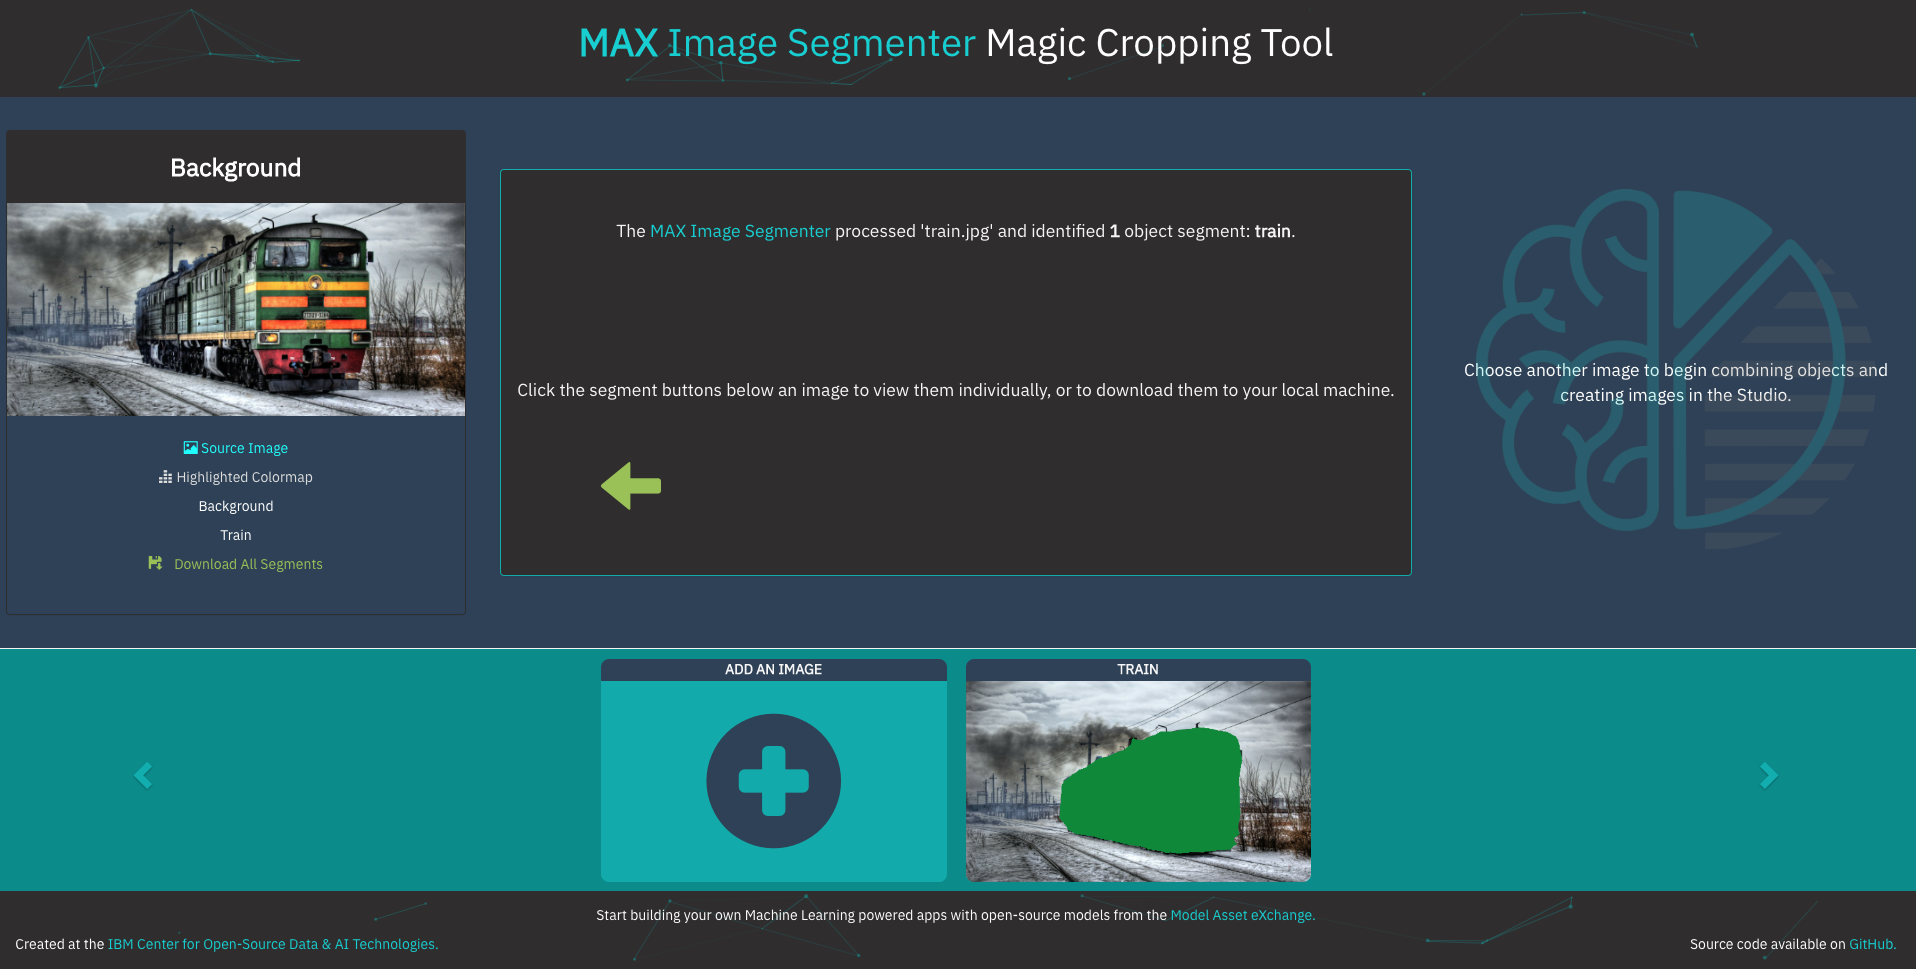 MAX Image Segmenter Magic Cropping Tool
Background
The MAX Image Segmenter processed 'train.jpg' and identified 1 object segment: train.
Click the segment buttons below an image to view them individually, or to download them to your local machine.
Choose another image to begin combining objects and
creating images in the Studio.
Source Image
Highlighted Colormap
Background
Train
Download All Segments
ADD AN IMAGE
TRAIN
Start building your own Machine Learning powered apps with open-source models from the Model Asset eXchange.
Created at the IBM Center for Open-Source Data & AI Technologies.
Source code available on GitHub.